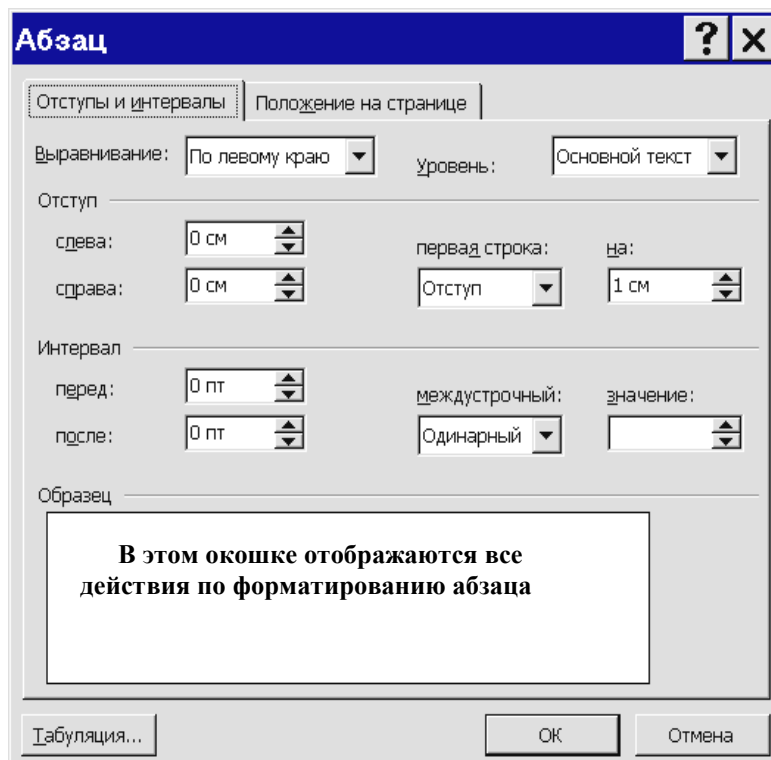 Абзац ? X
Отступы и интервалы Положение на странице
Выравнивание: По левому краю Уровень: Основной текст
Отступ
слева: 0 см первая строка: на:
справа: 0 см Отступ 1 см
Интервал
перед: 0 пт междустрочный: значение:
после: 0 пт Одинарный
Образец
В этом окошке отображаются все
действия по форматированию абзаца
Табуляция... ОК Отмена